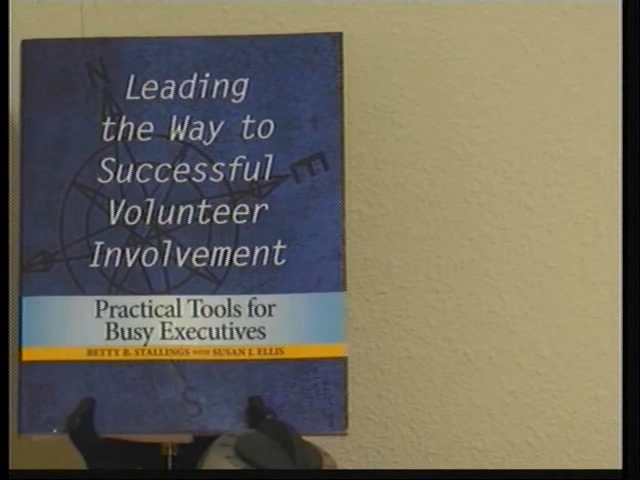 Leading
the Way to
Successful
Volunteer
Involvement
Practical Tools for
Busy Executives
BETTY B. STALLINGS WITH SUSAN J. ELLIS
N
E
S